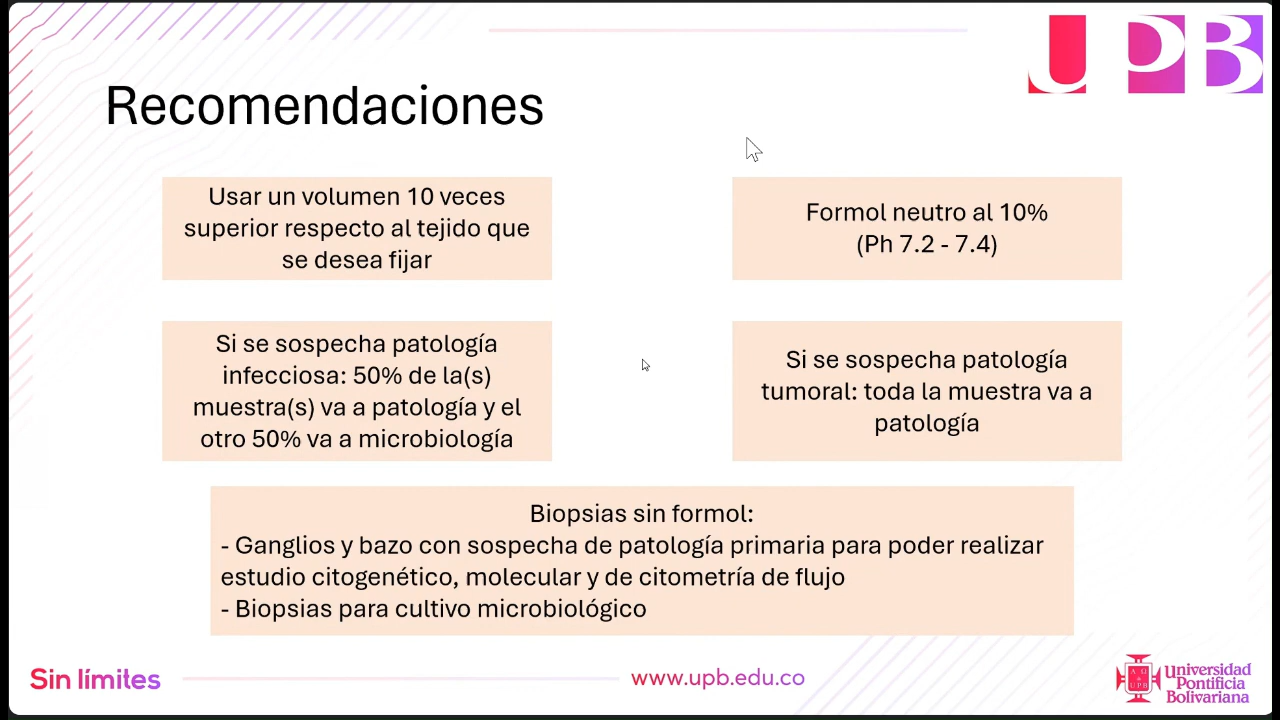 UPB
Recomendaciones
Usar un volumen 10 veces
superior respecto al tejido que
se desea fijar
Formol neutro al 10%
(Ph 7.2 - 7.4)
Si se sospecha patología
infecciosa: 50% de la(s)
muestra(s) va a patología y el
otro 50% va a microbiología
Si se sospecha patología
tumoral: toda la muestra va a
patología
Biopsias sin formol:
- Ganglios y bazo con sospecha de patología primaria para poder realizar
estudio citogenético, molecular y de citometría de flujo
- Biopsias para cultivo microbiológico
Sin límites
www.upb.edu.co
Universidad
Pontificia
Bolivariana